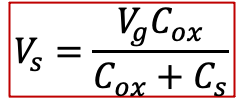 V_s = \frac{V_g C_{ox}}{C_{ox} + C_s}